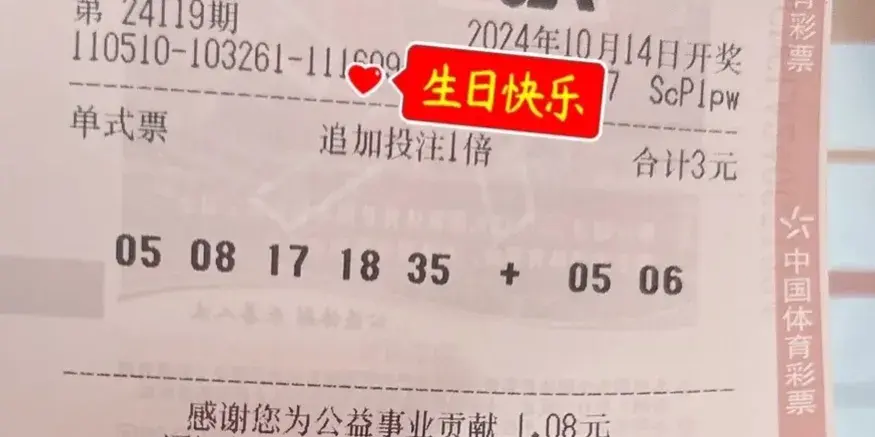 第 24119期
2024年10月14日开奖
110510-103261-111609
7 ScPlpw
生日快乐
单式票 追加投注1倍 合计3元
05 08 17 18 35 + 05 06
感谢您为公益事业贡献 1.08元
育彩票
中国体育彩票